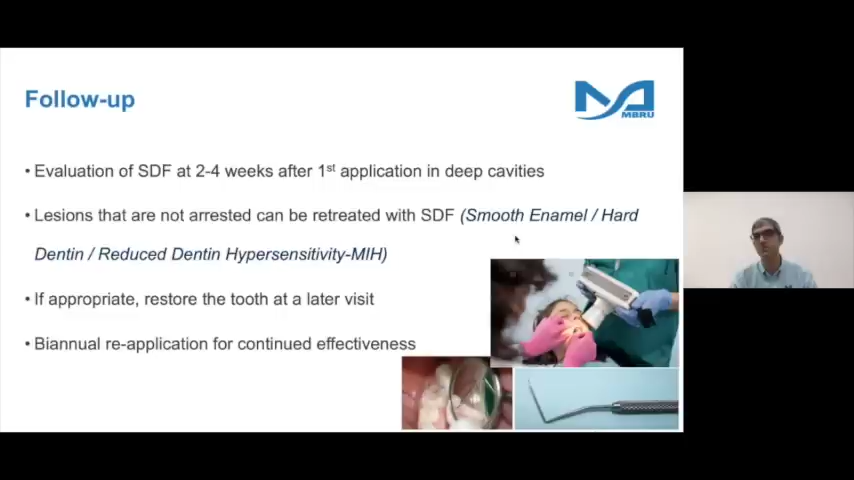 Follow-up
MBRU
• Evaluation of SDF at 2-4 weeks after 1st application in deep cavities
• Lesions that are not arrested can be retreated with SDF (Smooth Enamel / Hard
Dentin / Reduced Dentin Hypersensitivity-MIH)
• If appropriate, restore the tooth at a later visit
• Biannual re-application for continued effectiveness